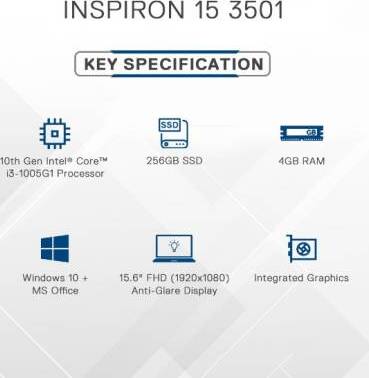 INSPIRON 15 3501
KEY SPECIFICATION
SSD
GB
10th Gen Intel® Core™
i3-1005G1 Processor
256GB SSD
4GB RAM
Windows 10 +
MS Office
15.6" FHD (1920x1080)
Anti-Glare Display
Integrated Graphics